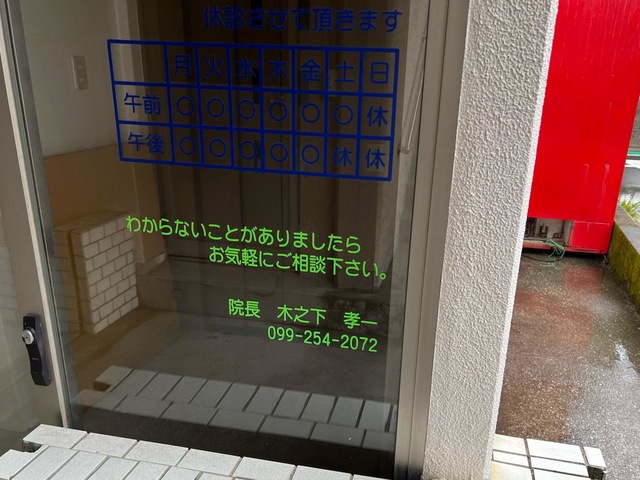 休診させて頂きます
月 火 水 木 金 土 日
午前 ○ ○ ○ ○ ○ ○ 休
午後 ○ ○ ○ ○ ○ 休 休
わからないことがありましたら
お気軽にご相談下さい。
院長 木之下 孝一
099-254-2072